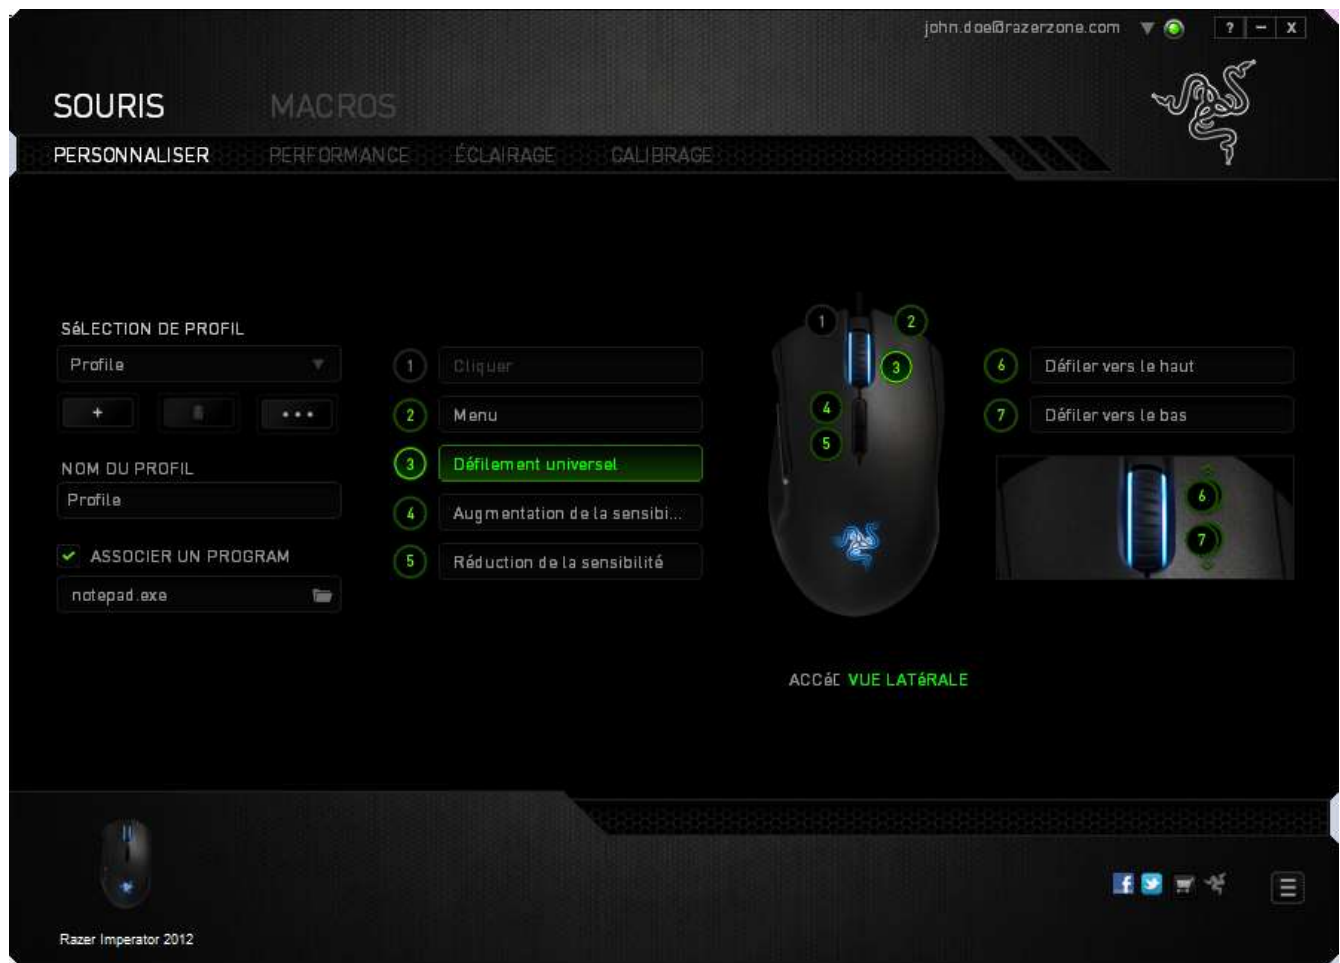 john.doe@razerzone.com
? – X
SOURIS MACROS
PERSONNALISER PERFORMANCE ÉCLAIRAGE CALIBRAGE
SéLECTION DE PROFIL
Profile
+ •••
NOM DU PROFIL
Profile
ASSOCIER UN PROGRAM
notepad.exe
1 Cliquer
2 Menu
3 Défilement universel
4 Augmentation de la sensibi...
5 Réduction de la sensibilité
1 2
3
4
5
6 Défiler vers le haut
7 Défiler vers le bas
6
7
ACCéD VUE LATéRALE
Razer Imperator 2012
f